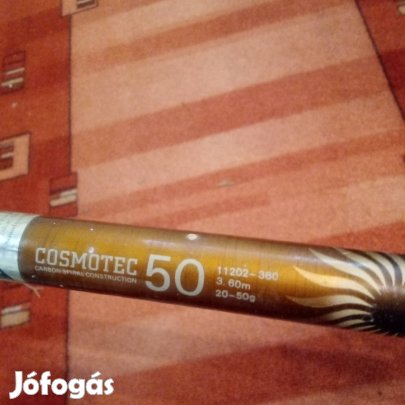 COSMOTEC
CARBON SPIRAL CONSTRUCTION
50
11202-360
3.60m
20-50g
Jófogás